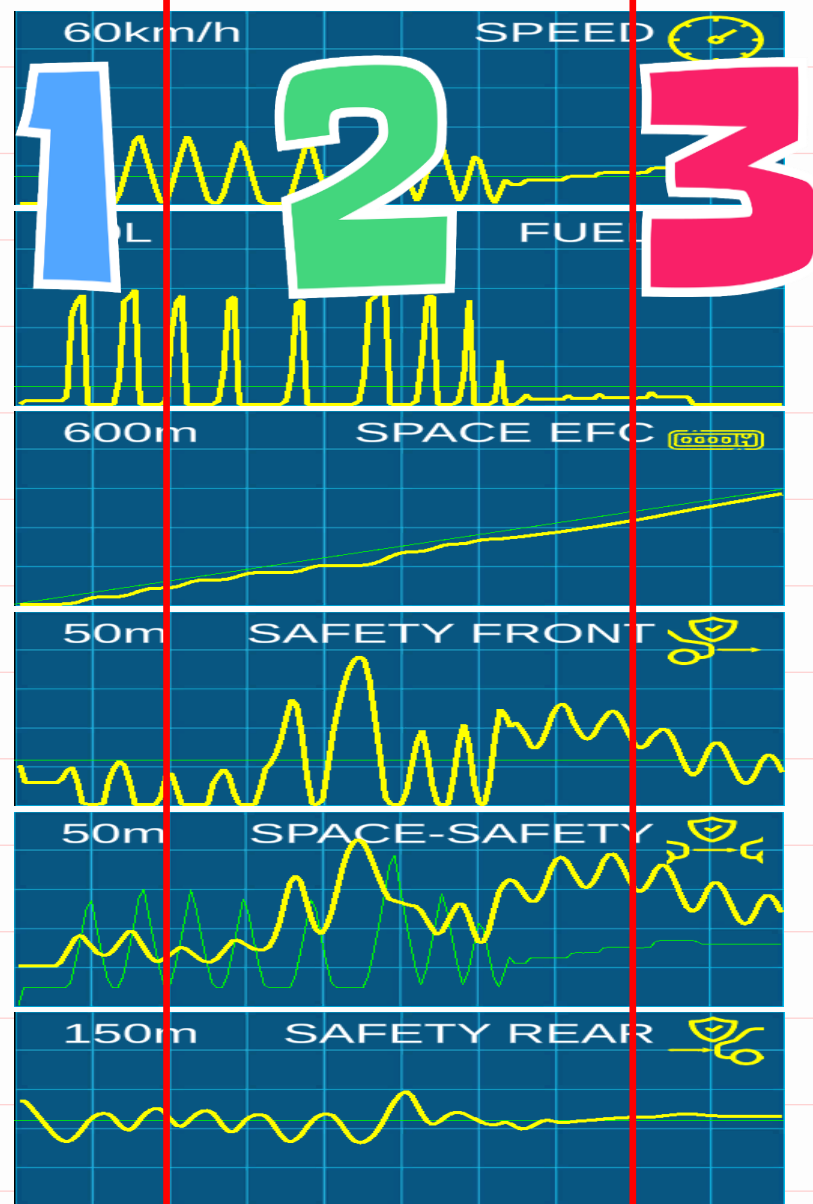 60km/h SPEED
1 2 3
L FUEL
600m SPACE EFC
50m SAFETY FRONT
50m SPACE-SAFETY
150m SAFETY REAR